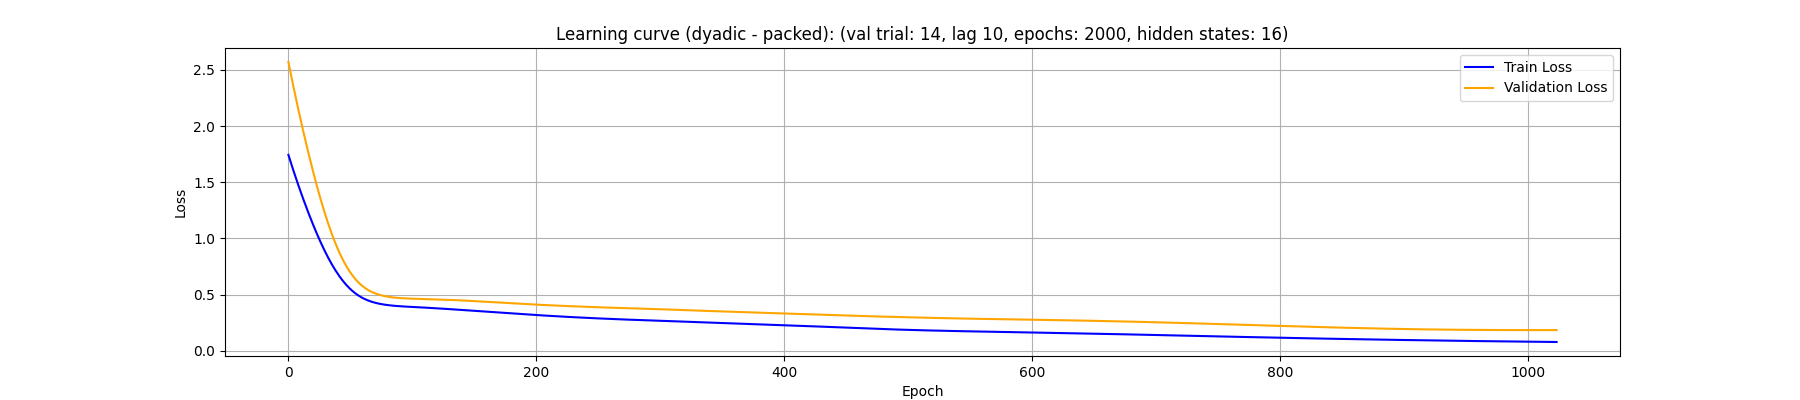 Learning curve (dyadic - packed): (val trial: 14, lag 10, epochs: 2000, hidden states: 16)
Train Loss
Validation Loss
2.5
2.0
1.5
1.0
0.5
0.0
Loss
0 200 400 600 800 1000
Epoch